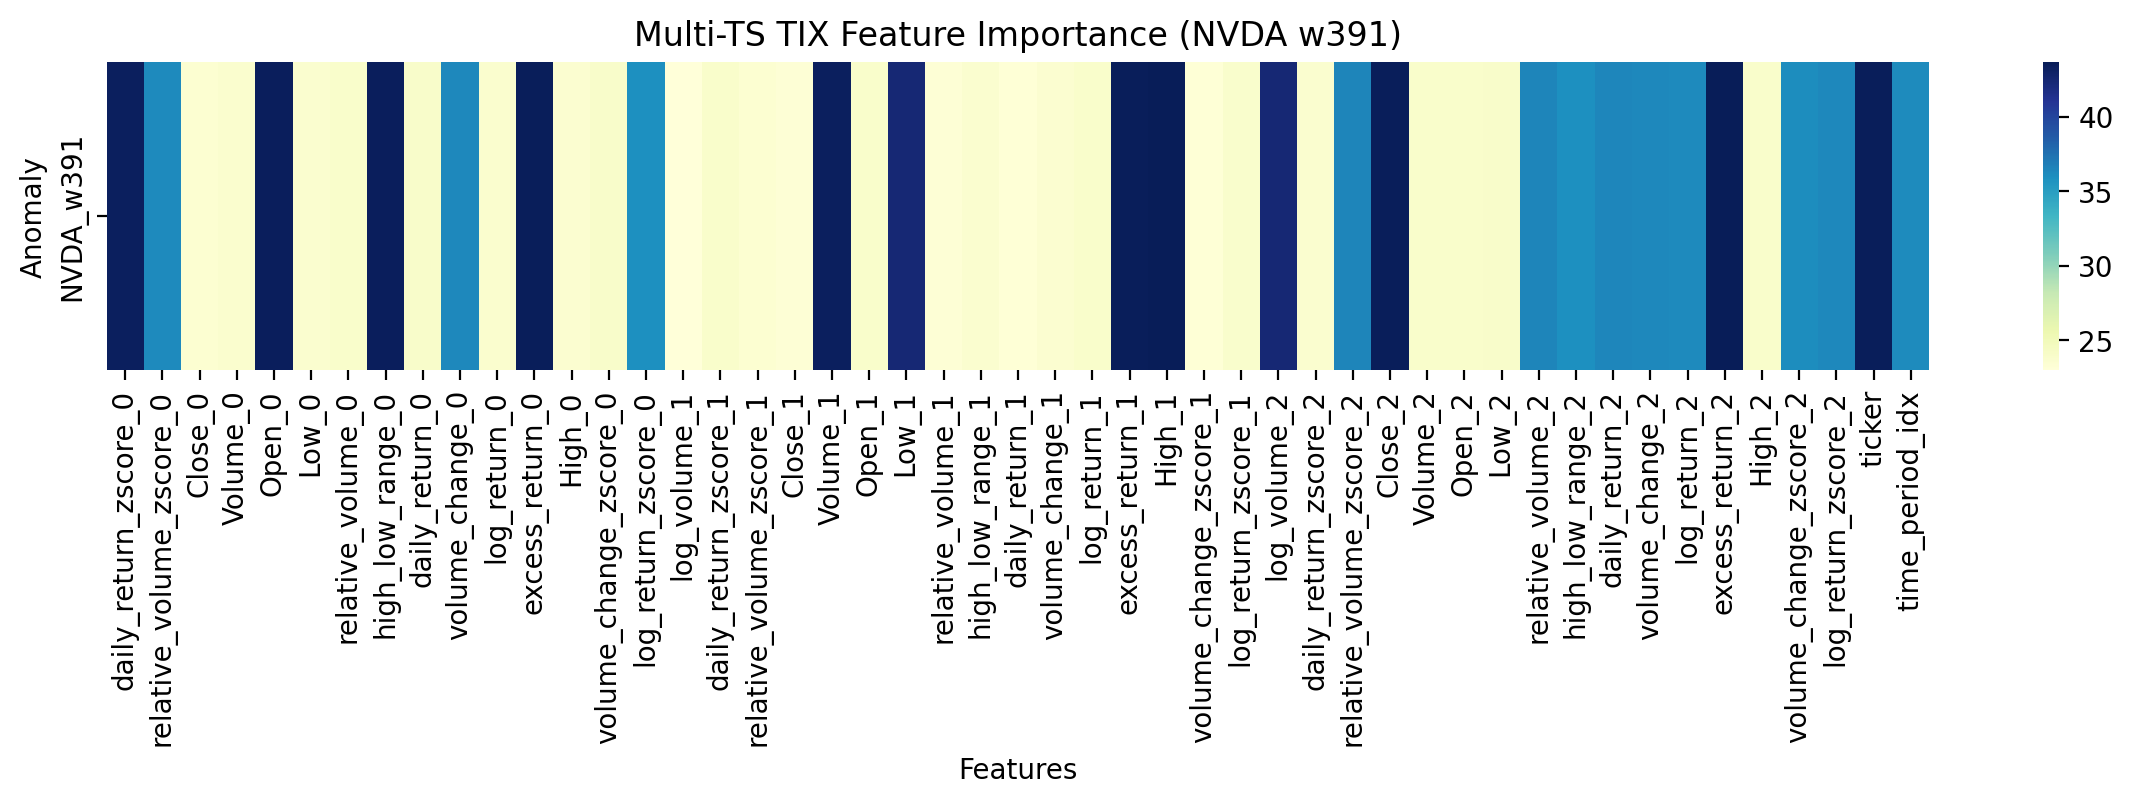 Multi-TS TIX Feature Importance (NVDA w391)
Anomaly
NVDA_w391
40
35
30
25
daily_return_zscore_0
relative_volume_zscore_0
Close_0
Volume_0
Open_0
Low_0
relative_volume_0
high_low_range_0
daily_return_0
volume_change_0
log_return_0
excess_return_0
High_0
volume_change_zscore_0
log_return_zscore_0
log_volume_1
daily_return_zscore_1
relative_volume_zscore_1
Close_1
Volume_1
Open_1
Low_1
relative_volume_1
high_low_range_1
daily_return_1
volume_change_1
log_return_1
excess_return_1
High_1
volume_change_zscore_1
log_return_zscore_1
log_volume_2
daily_return_zscore_2
relative_volume_zscore_2
Close_2
Volume_2
Open_2
Low_2
relative_volume_2
high_low_range_2
daily_return_2
volume_change_2
log_return_2
excess_return_2
High_2
volume_change_zscore_2
log_return_zscore_2
ticker
time_period_idx
Features